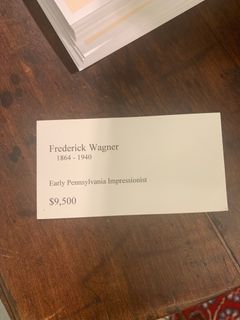 Frederick Wagner
1864 - 1940
Early Pennsylvania Impressionist
$9,500